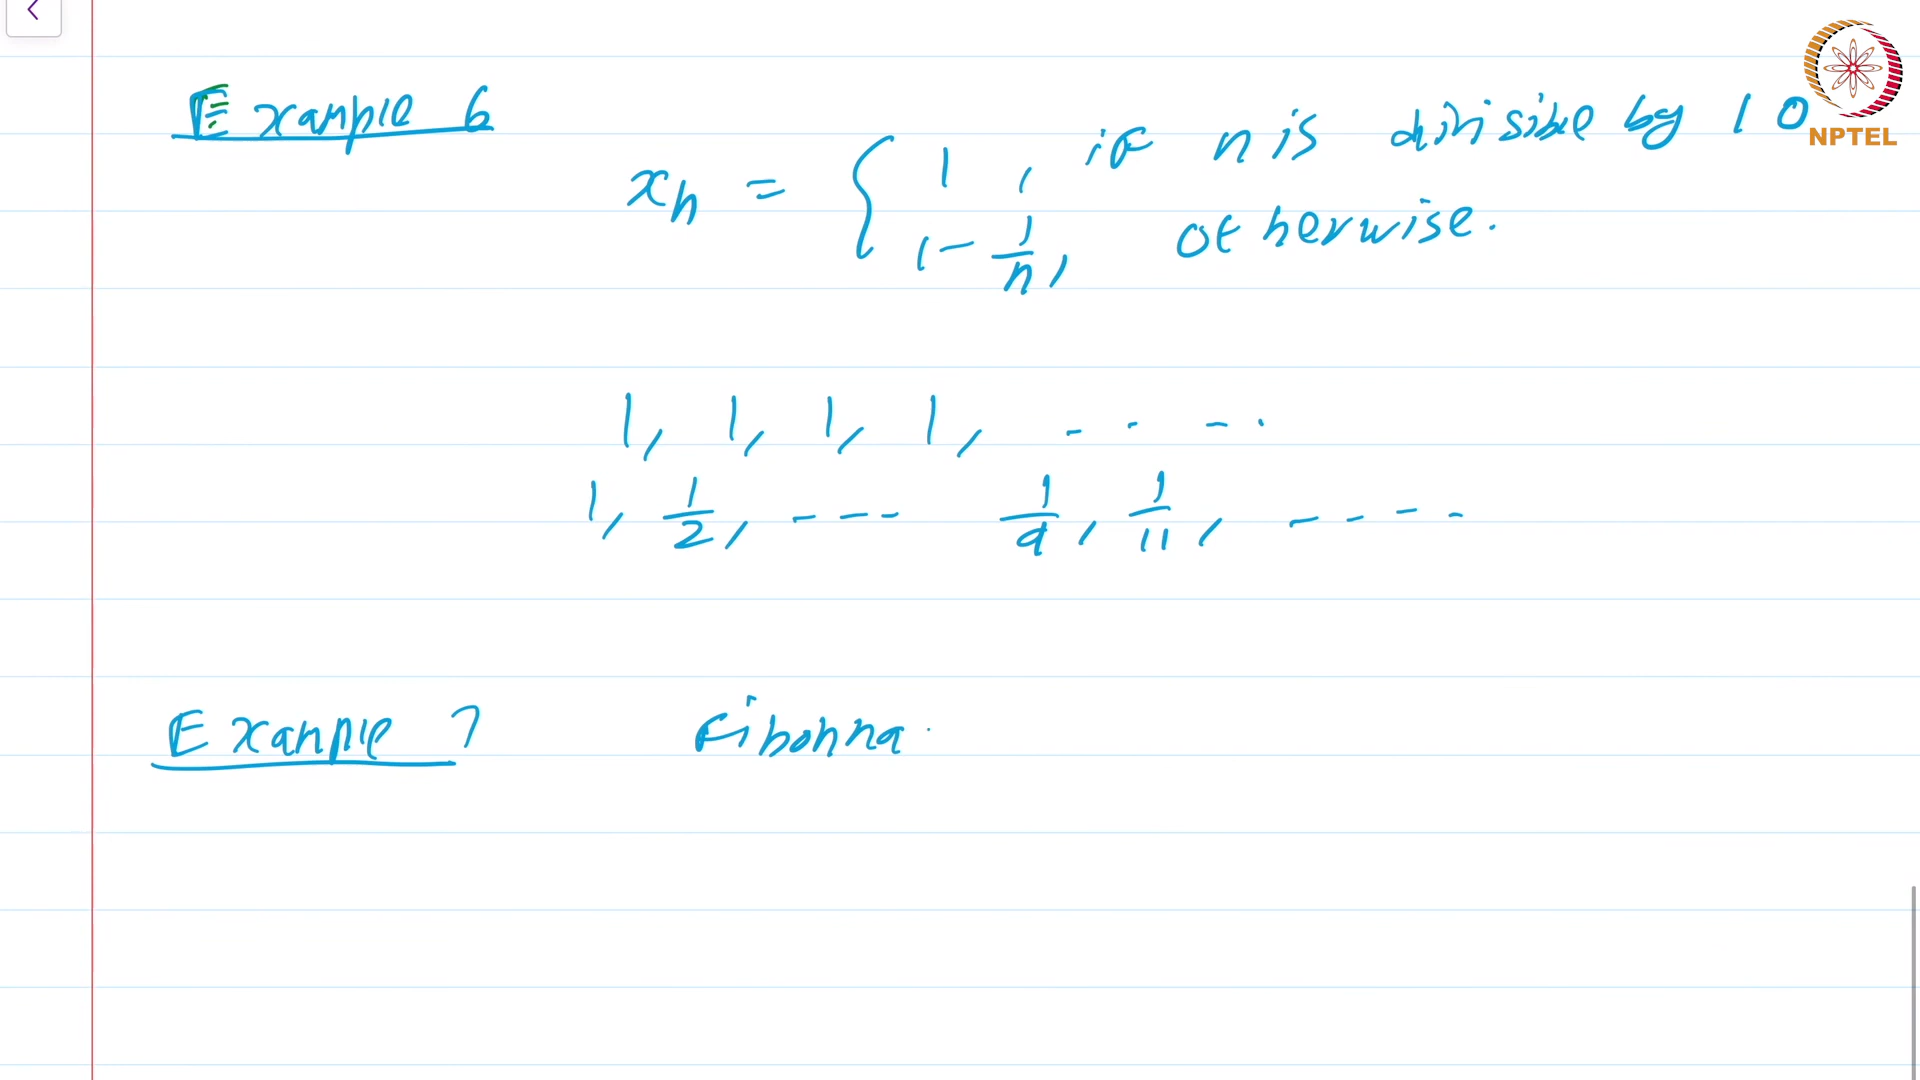 Example 6
NPTEL
x_n = { 1, if n is divisible by 10
1 - 1/n, otherwise.
1, 1, 1, 1, - - - -
1, 1/2, - - - 1/9, 1/11, - - - -
Example 7 Fibonna